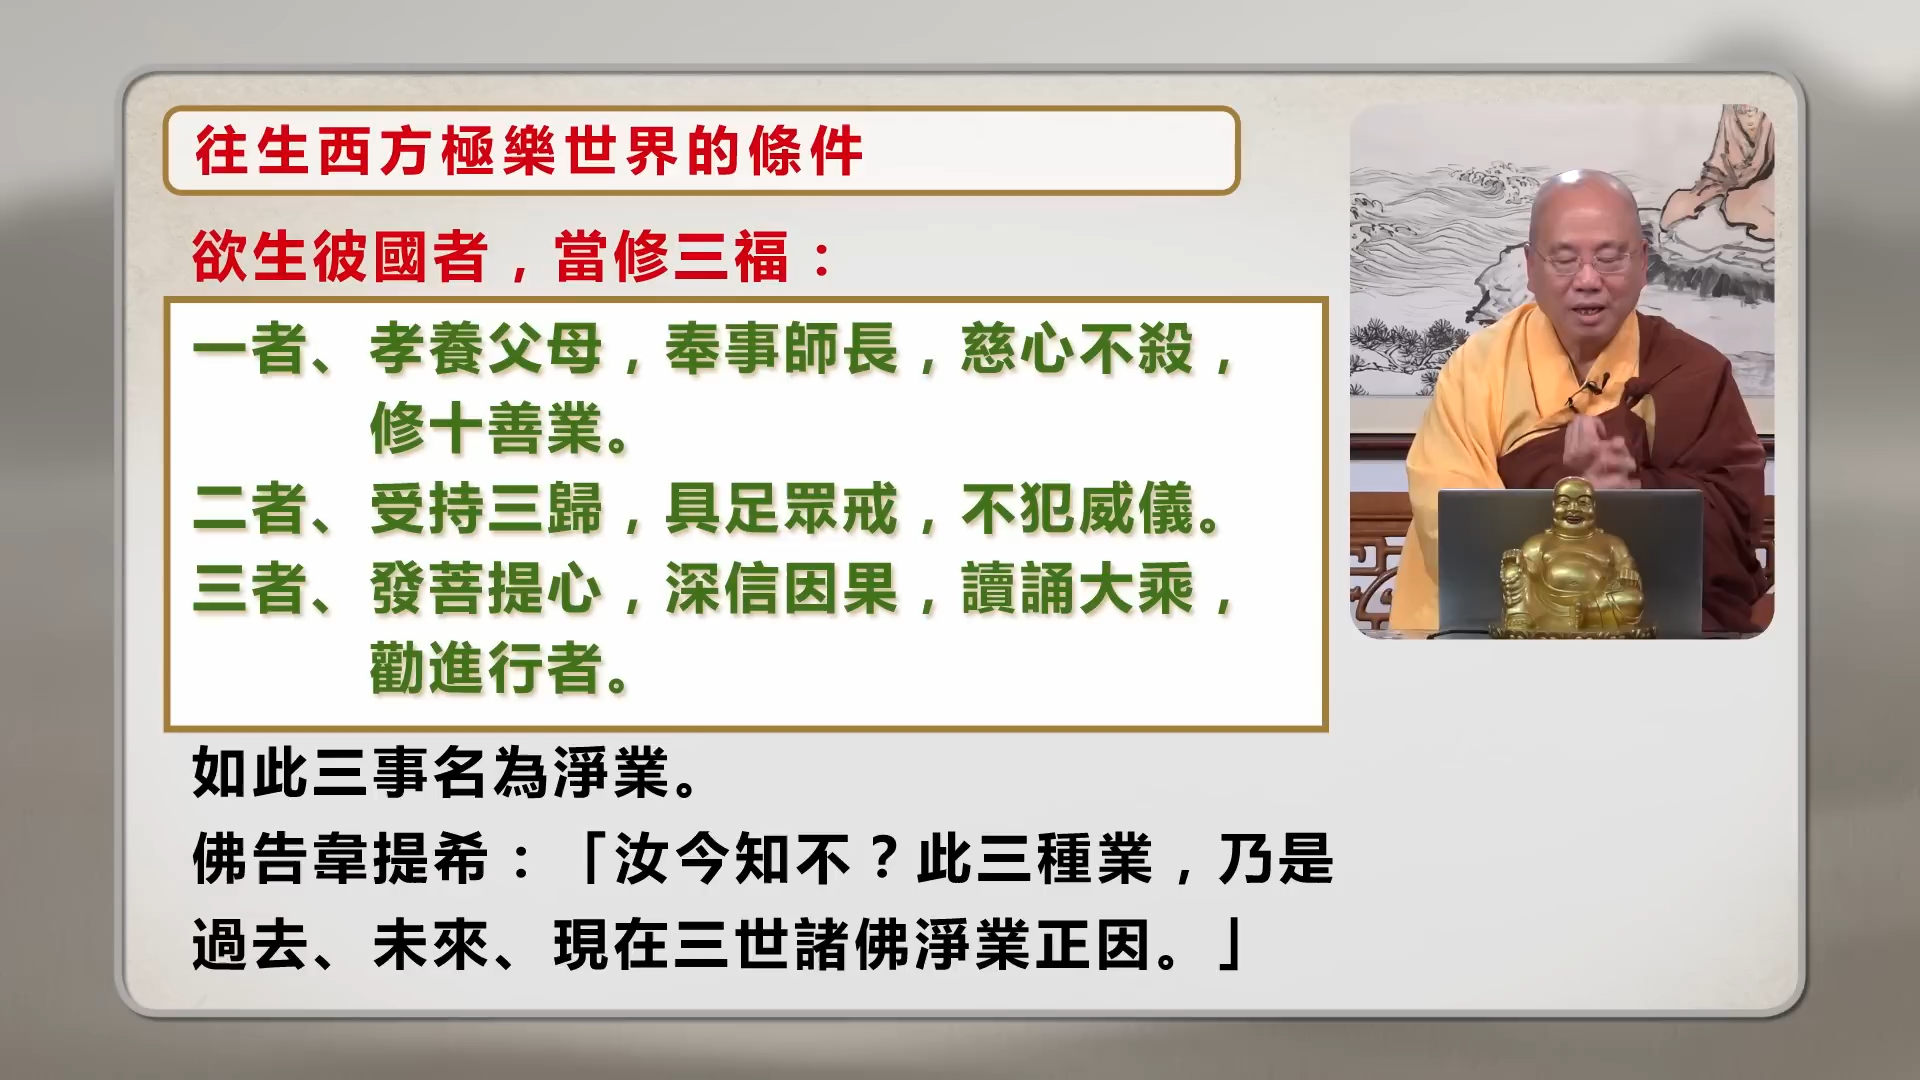 往生西方極樂世界的條件
欲生彼國者，當修三福：
一者、孝養父母，奉事師長，慈心不殺，
修十善業。
二者、受持三歸，具足眾戒，不犯威儀。
三者、發菩提心，深信因果，讀誦大乘，
勸進行者。
如此三事名為淨業。
佛告韋提希：「汝今知不？此三種業，乃是
過去、未來、現在三世諸佛淨業正因。」